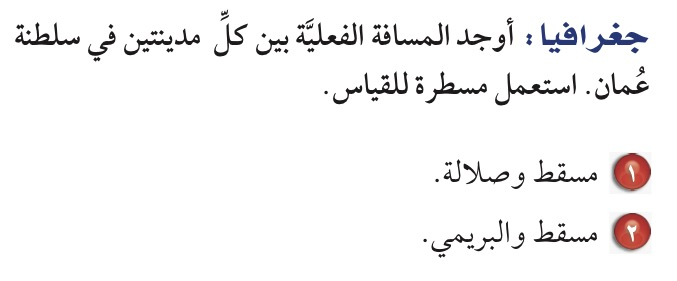 جغرافيا : أوجد المسافة الفعليَّة بين كلِّ مدينتين في سلطنة
عُمان. استعمل مسطرة للقياس.
١ مسقط وصلالة.
٢ مسقط والبريمي.